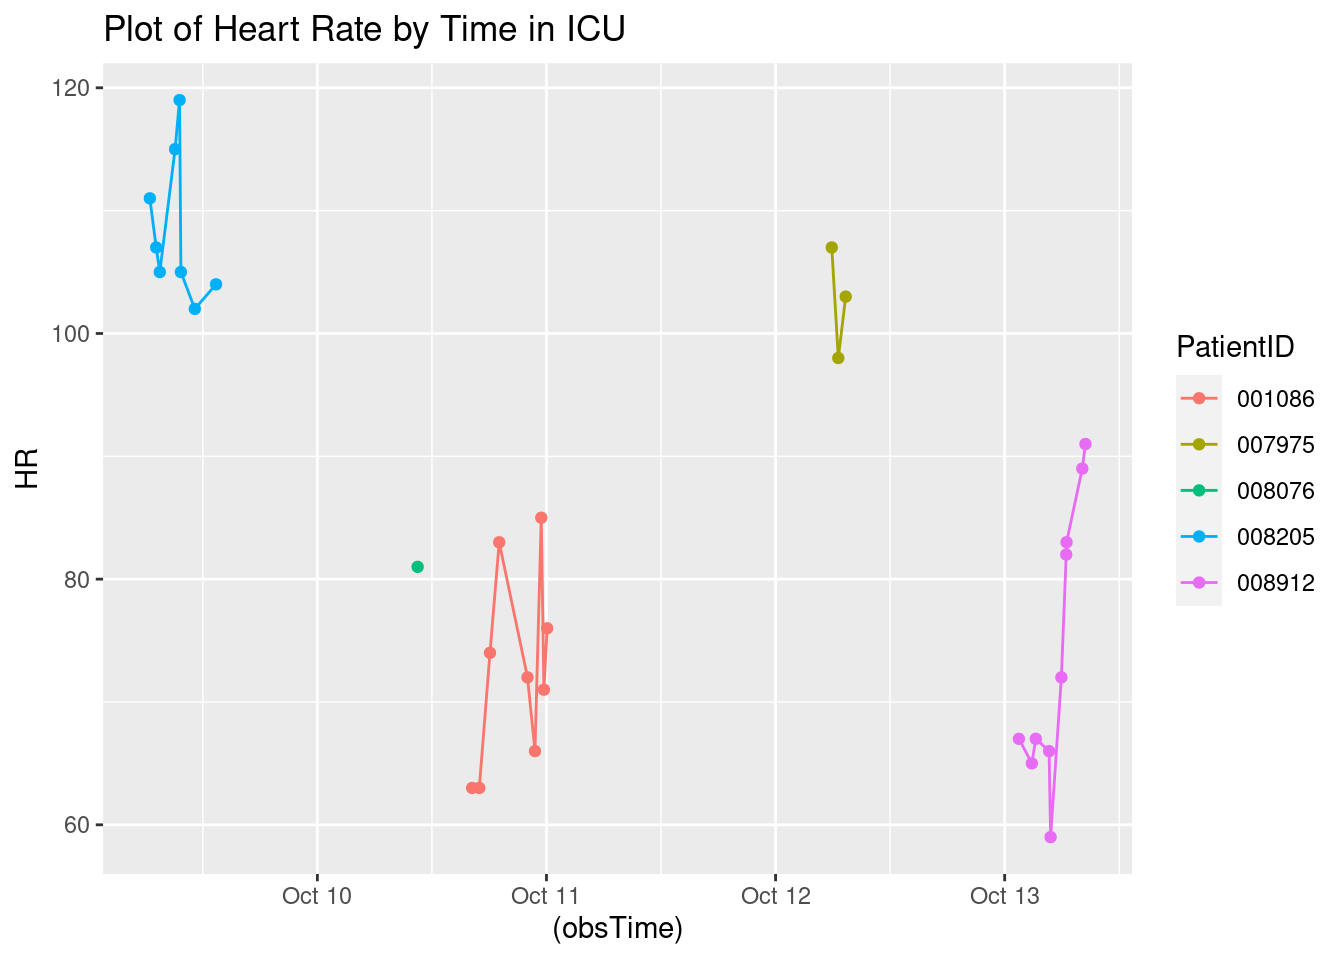 Plot of Heart Rate by Time in ICU
120
100
80
60
HR
Oct 10
Oct 11
Oct 12
Oct 13
(obsTime)
PatientID
001086
007975
008076
008205
008912